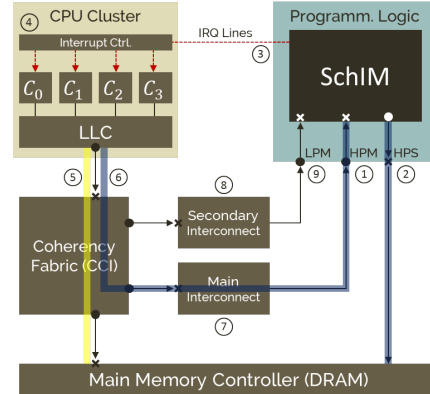 ④ CPU Cluster
Programm. Logic
Interrupt Ctrl.
IRQ Lines
③
SchIM
C0 C1 C2 C3
LLC
LPM HPM HPS
⑤ ⑥ ⑧ ⑨ ① ②
Secondary
Interconnect
Coherency
Fabric (CCI)
Main
Interconnect
⑦
Main Memory Controller (DRAM)